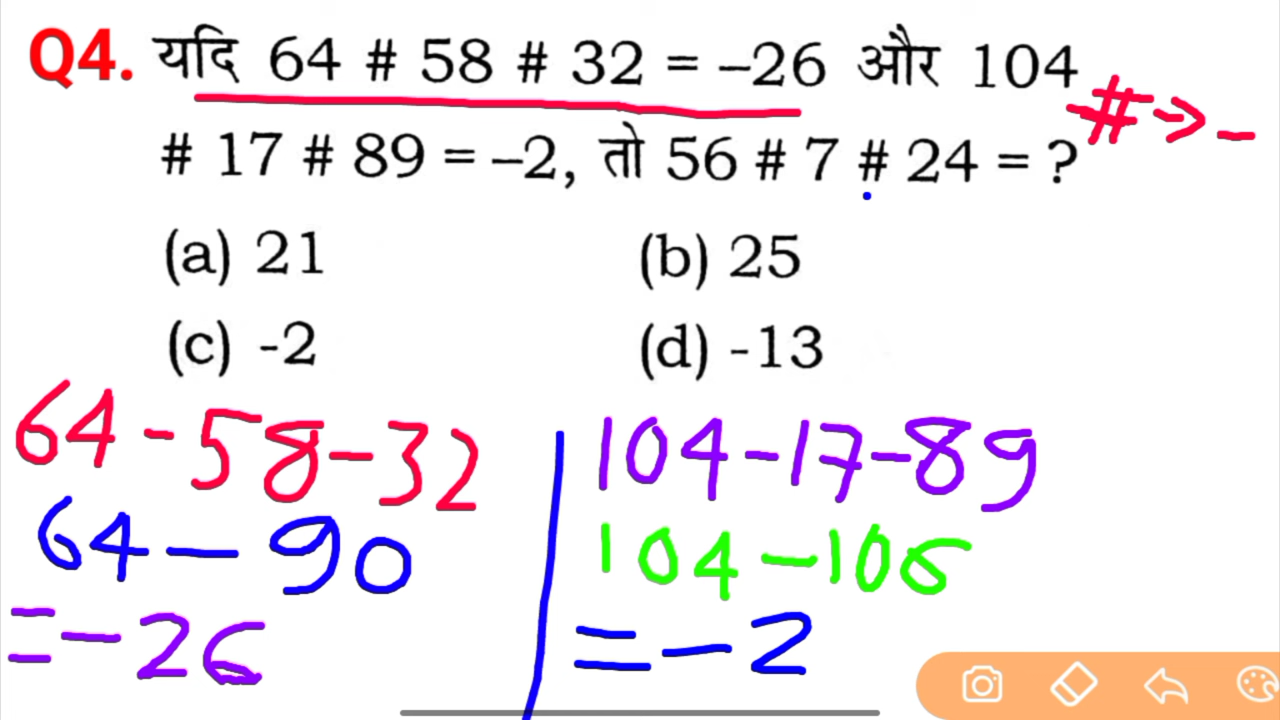 Q4. यदि 64 # 58 # 32 = –26 और 104
# → -
# 17 # 89 = –2, तो 56 # 7 # 24 = ?
(a) 21 (b) 25
(c) -2 (d) -13
64 - 58 - 32
104 - 17 - 89
64 - 90
104 - 106
= - 26
= - 2